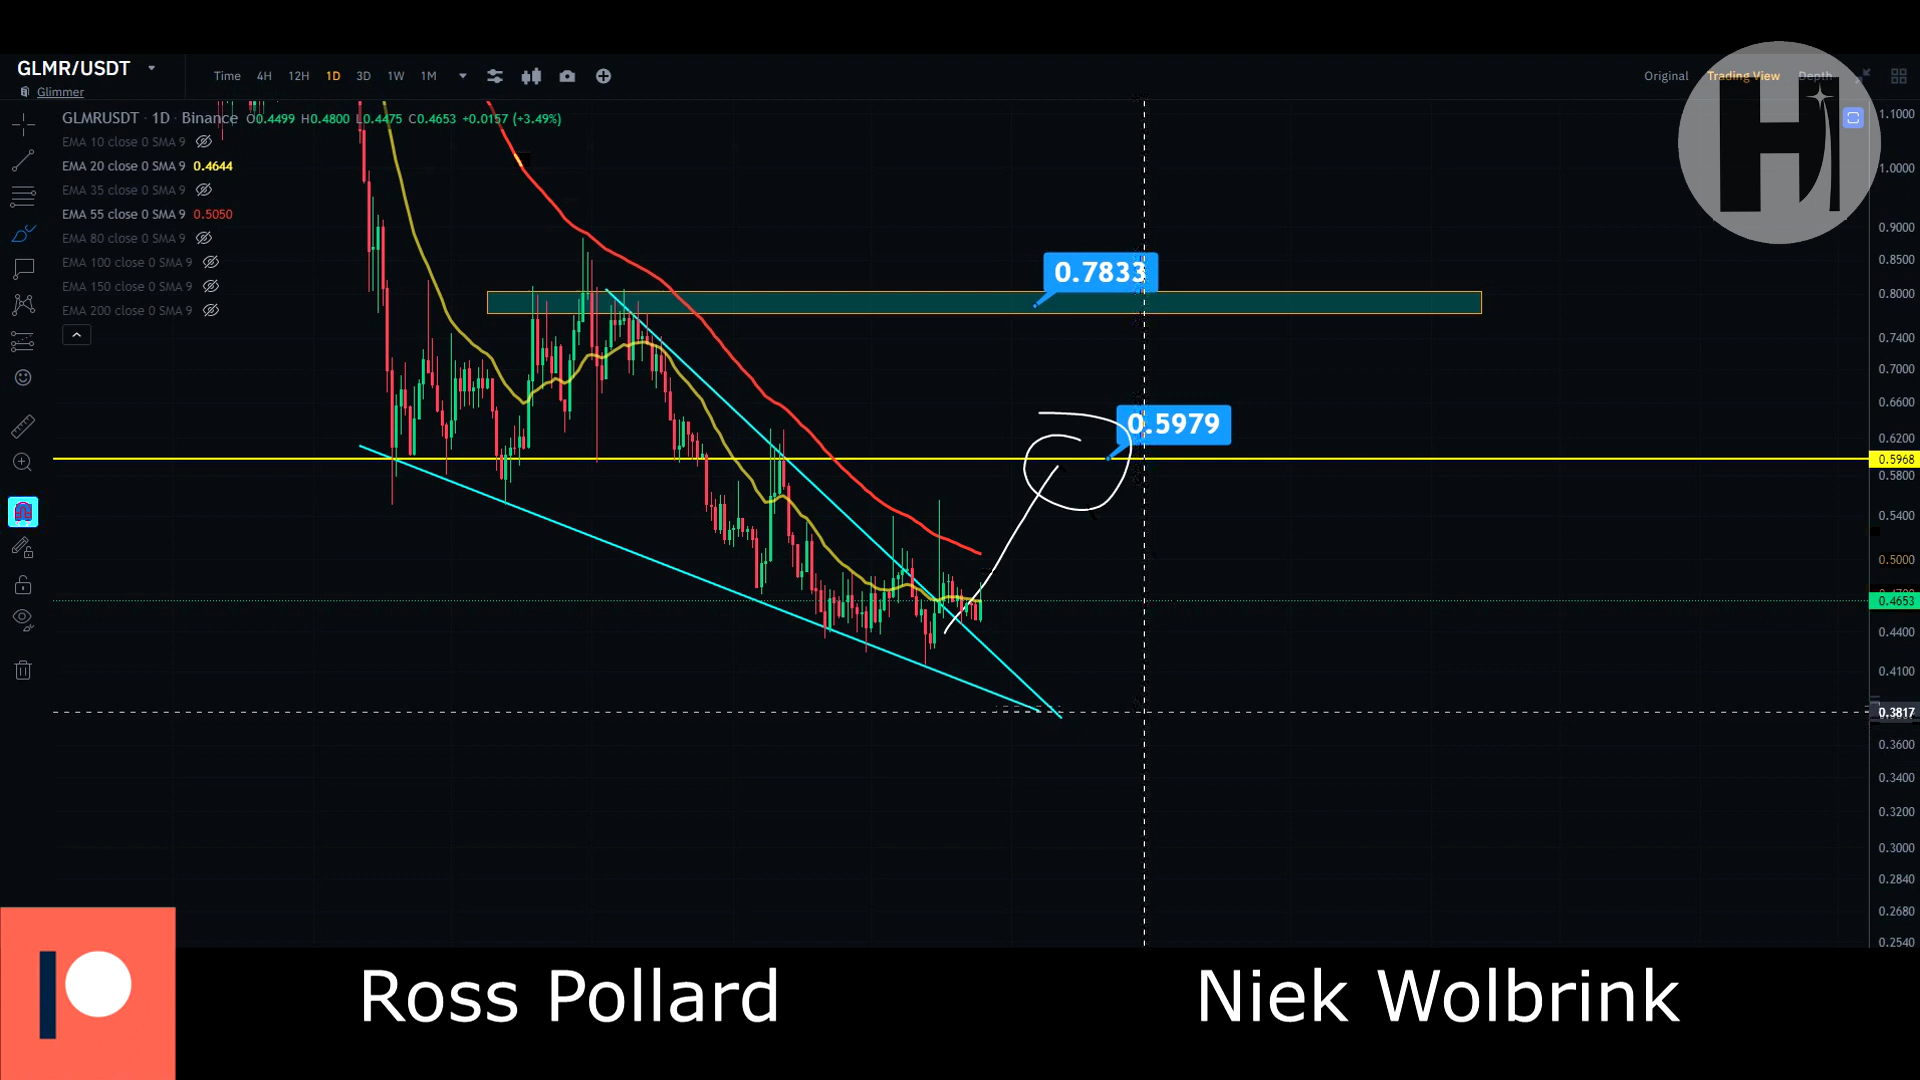 GLMR/USDT
Glimmer
Time 4H 12H 1D 3D 1W 1M
Original Trading View Depth
GLMRUSDT · 1D · Binance O0.4499 H0.4800 L0.4475 C0.4653 +0.0157 (+3.49%)
EMA 10 close 0 SMA 9
EMA 20 close 0 SMA 9 0.4644
EMA 35 close 0 SMA 9
EMA 55 close 0 SMA 9 0.5050
EMA 80 close 0 SMA 9
EMA 100 close 0 SMA 9
EMA 150 close 0 SMA 9
EMA 200 close 0 SMA 9
HI
0.7833
0.5979
1.1000
1.0000
0.9000
0.8500
0.8000
0.7400
0.7000
0.6600
0.6200
0.5968
0.5800
0.5400
0.5000
0.4653
0.4400
0.4100
0.3817
0.3600
0.3400
0.3200
0.3000
0.2840
0.2680
0.2540
Ross Pollard
Niek Wolbrink